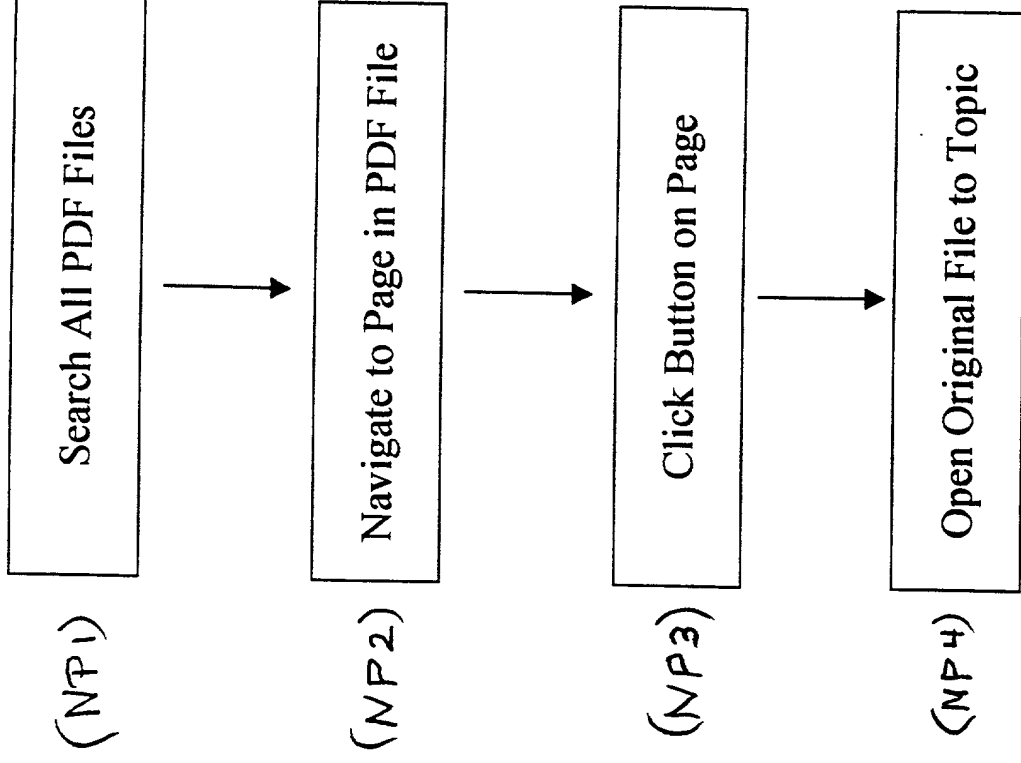 (NP1)
Search All PDF Files
(NP2)
Navigate to Page in PDF File
(NP3)
Click Button on Page
(NP4)
Open Original File to Topic